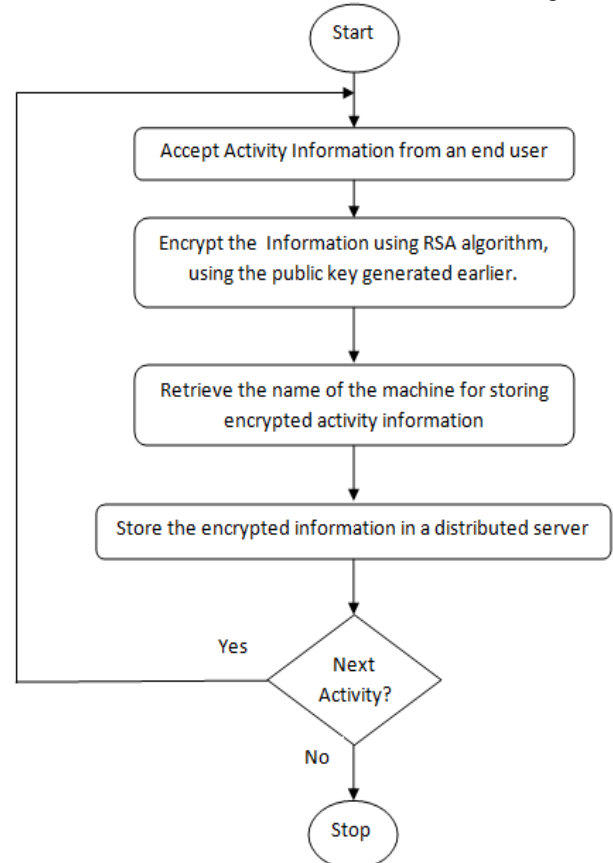 Start
Accept Activity Information from an end user
Encrypt the Information using RSA algorithm,
using the public key generated earlier.
Retrieve the name of the machine for storing
encrypted activity information
Store the encrypted information in a distributed server
Yes
Next
Activity?
No
Stop